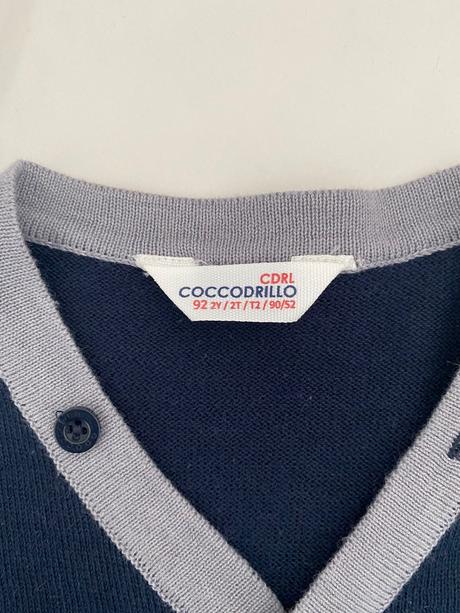 CDRL
COCCODRILLO
92 2Y / 2T / T2 / 90/52